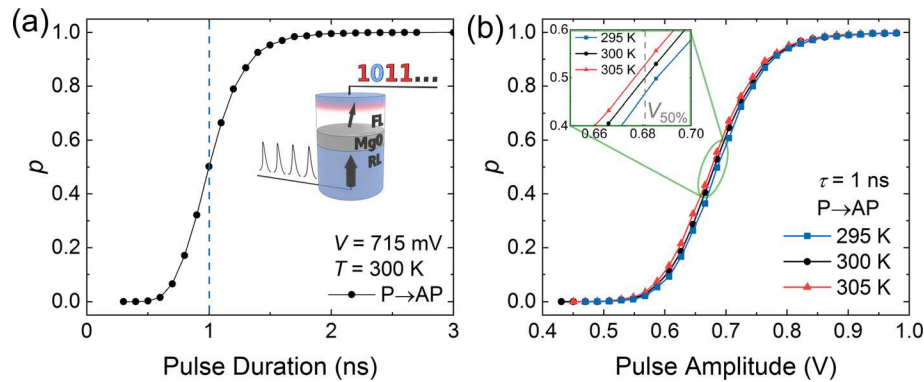 (a)
1.0
0.8
0.6
0.4
0.2
0.0
p
0
1
2
3
Pulse Duration (ns)
1011...
FL
MgO
RL
V = 715 mV
T = 300 K
P→AP
(b)
1.0
0.8
0.6
0.4
0.2
0.0
p
0.4
0.5
0.6
0.7
0.8
0.9
1.0
Pulse Amplitude (V)
0.6
0.5
0.4
0.66
0.68
0.70
295 K
300 K
305 K
V50%
τ = 1 ns
P→AP
295 K
300 K
305 K